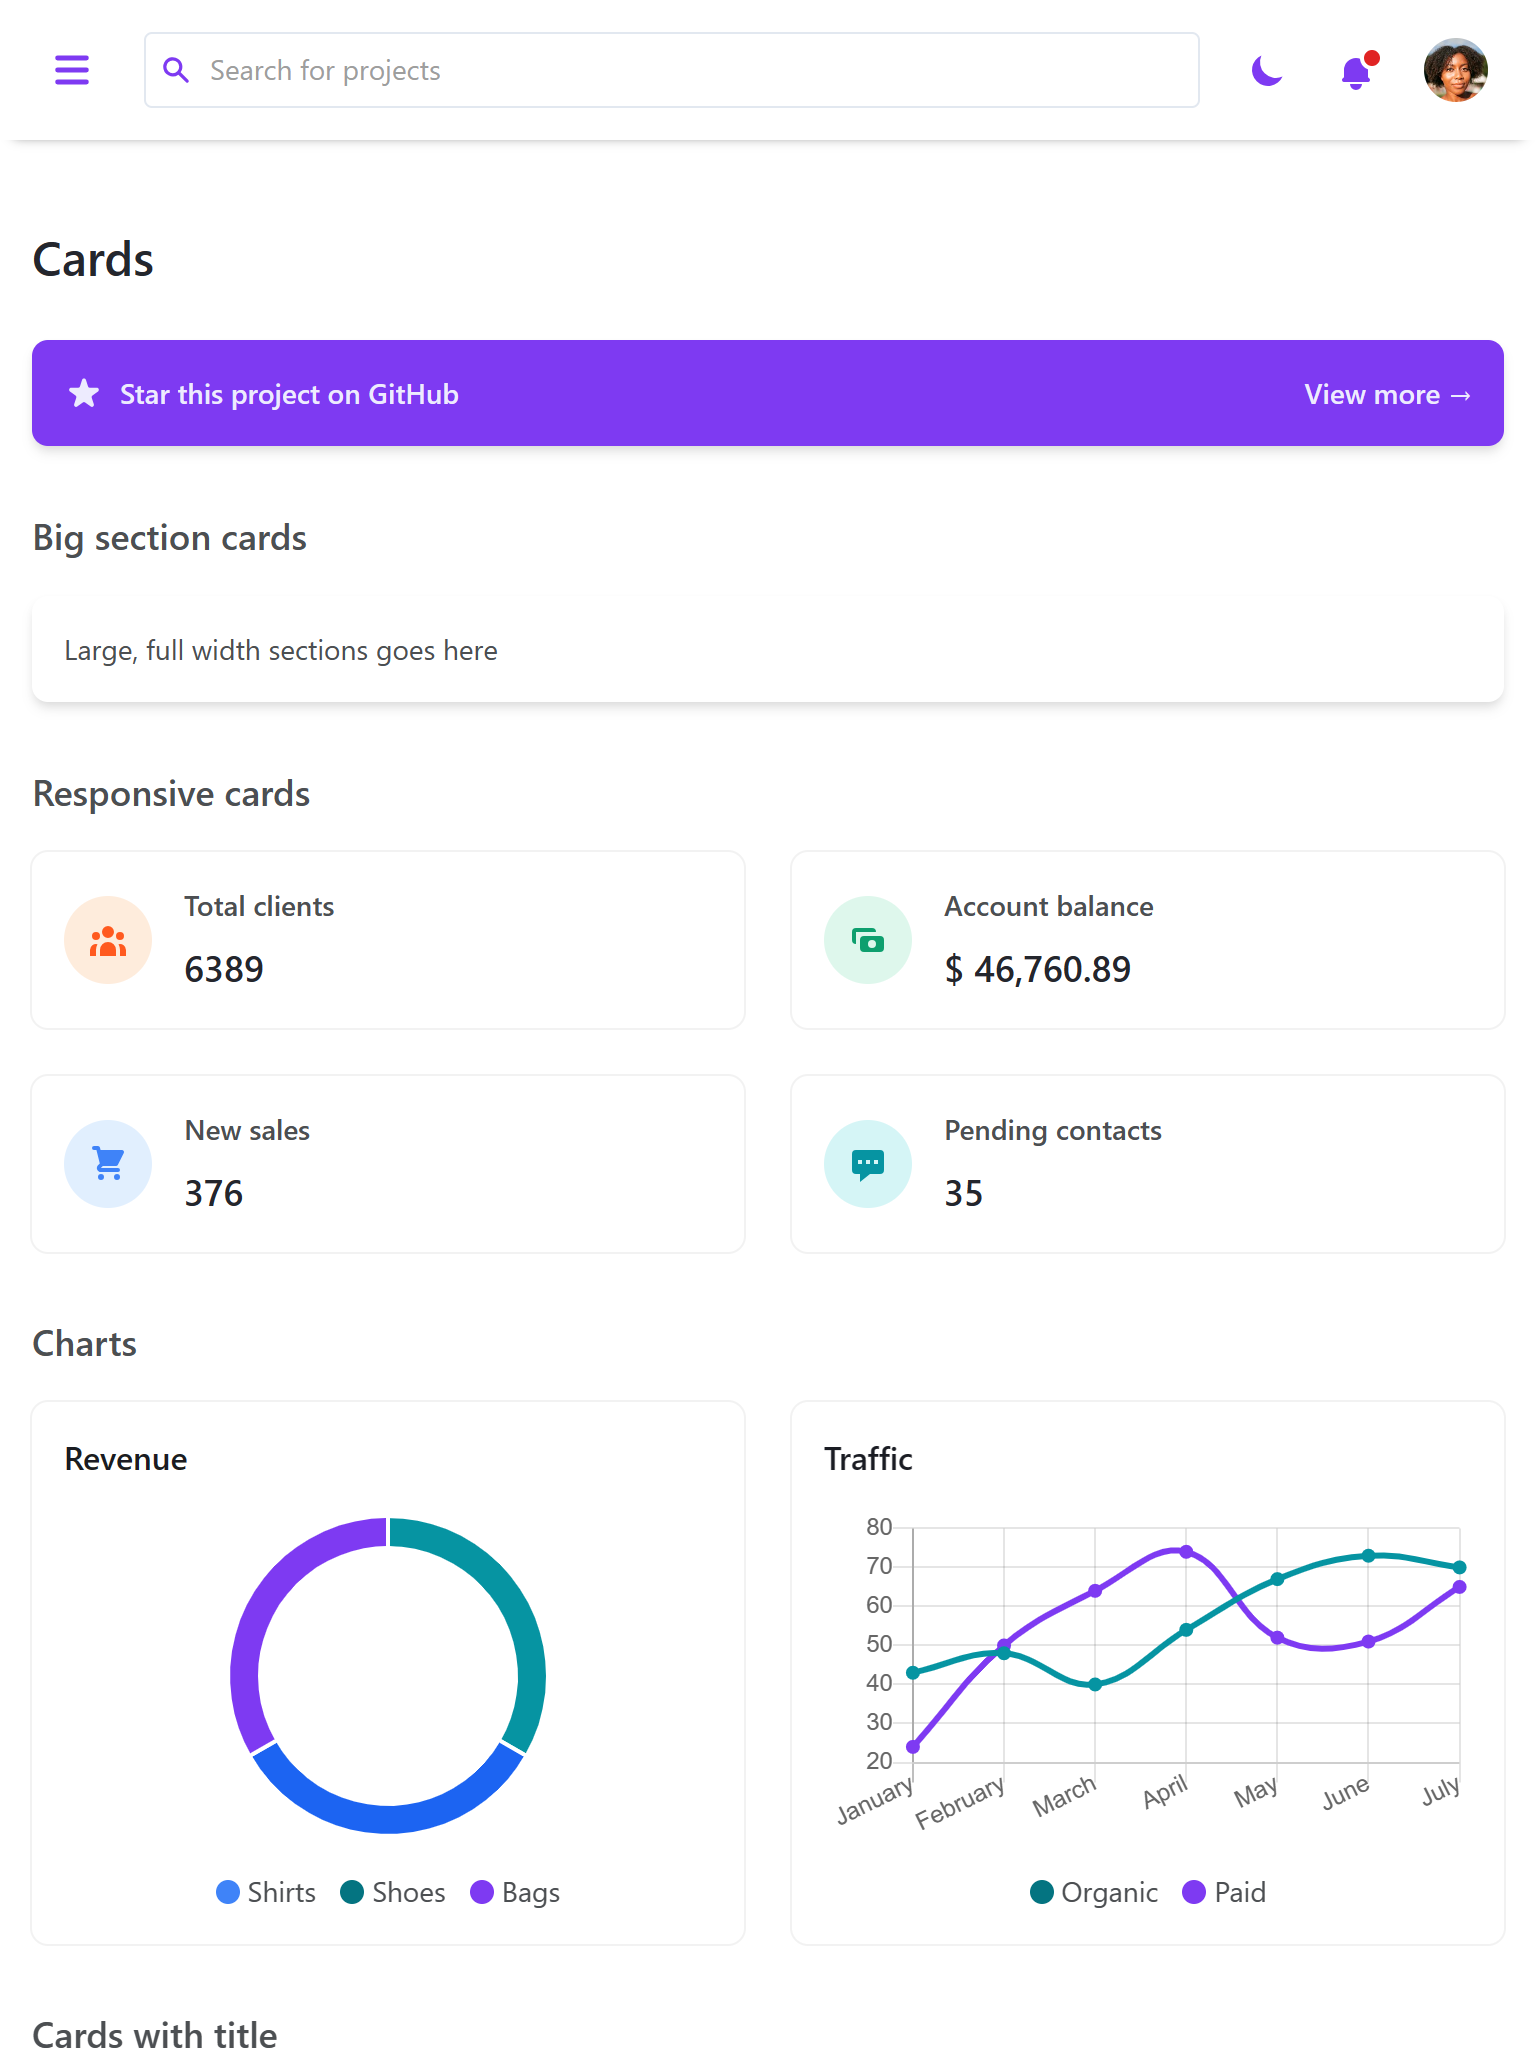 Search for projects
Cards
Star this project on GitHub
View more →
Big section cards
Large, full width sections goes here
Responsive cards
Total clients
6389
Account balance
$ 46,760.89
New sales
376
Pending contacts
35
Charts
Revenue
Shirts
Shoes
Bags
Traffic
80
70
60
50
40
30
20
January
February
March
April
May
June
July
Organic
Paid
Cards with title